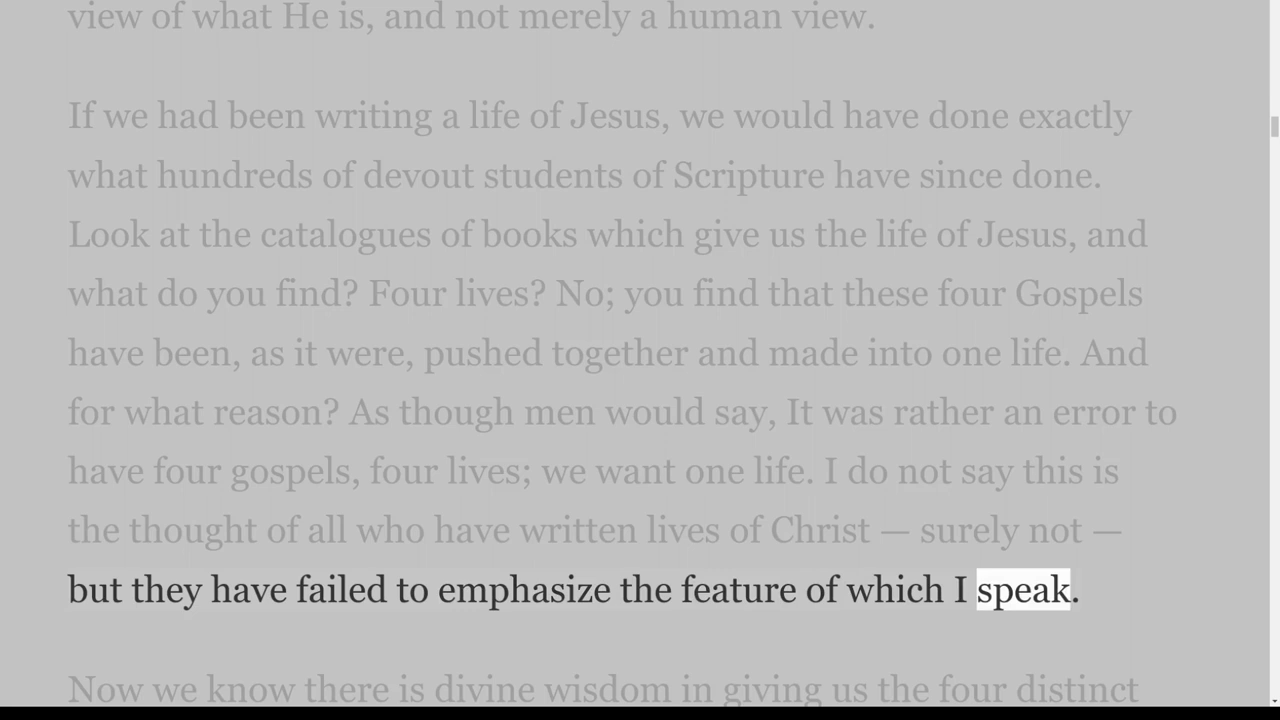 view of what He is, and not merely a human view.
If we had been writing a life of Jesus, we would have done exactly
what hundreds of devout students of Scripture have since done.
Look at the catalogues of books which give us the life of Jesus, and
what do you find? Four lives? No; you find that these four Gospels
have been, as it were, pushed together and made into one life. And
for what reason? As though men would say, It was rather an error to
have four gospels, four lives; we want one life. I do not say this is
the thought of all who have written lives of Christ — surely not —
but they have failed to emphasize the feature of which I speak.
Now we know there is divine wisdom in giving us the four distinct